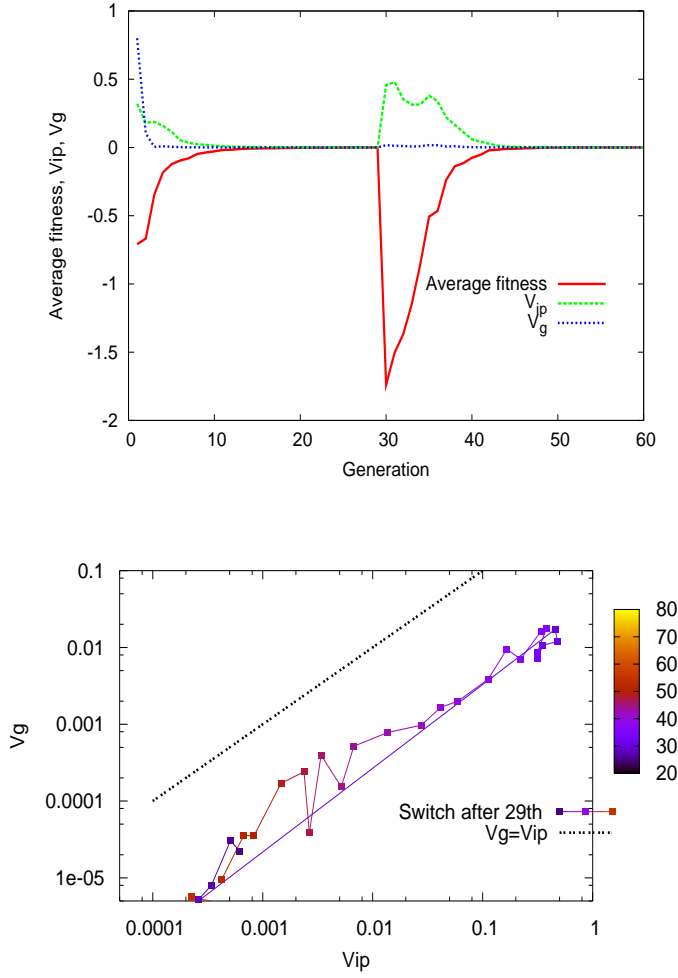 1
0.5
0
-0.5
-1
-1.5
-2
Average fitness, Vip, Vg
Average fitness
V_ip
V_g
0 10 20 30 40 50 60
Generation
0.1
0.01
0.001
0.0001
1e-05
Vg
80
70
60
50
40
30
20
Switch after 29th
Vg=Vip
0.0001 0.001 0.01 0.1 1
Vip